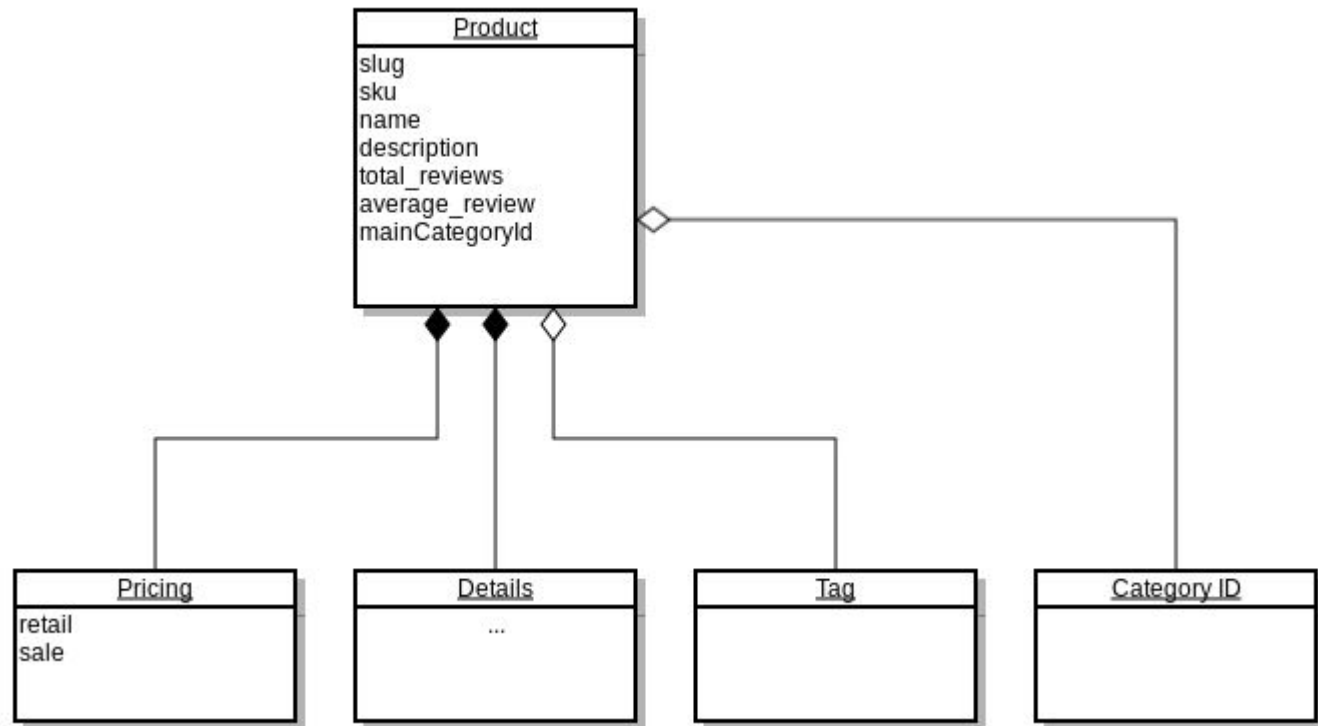 Product
slug
sku
name
description
total_reviews
average_review
mainCategoryId
Pricing
retail
sale
Details
...
Tag
Category ID